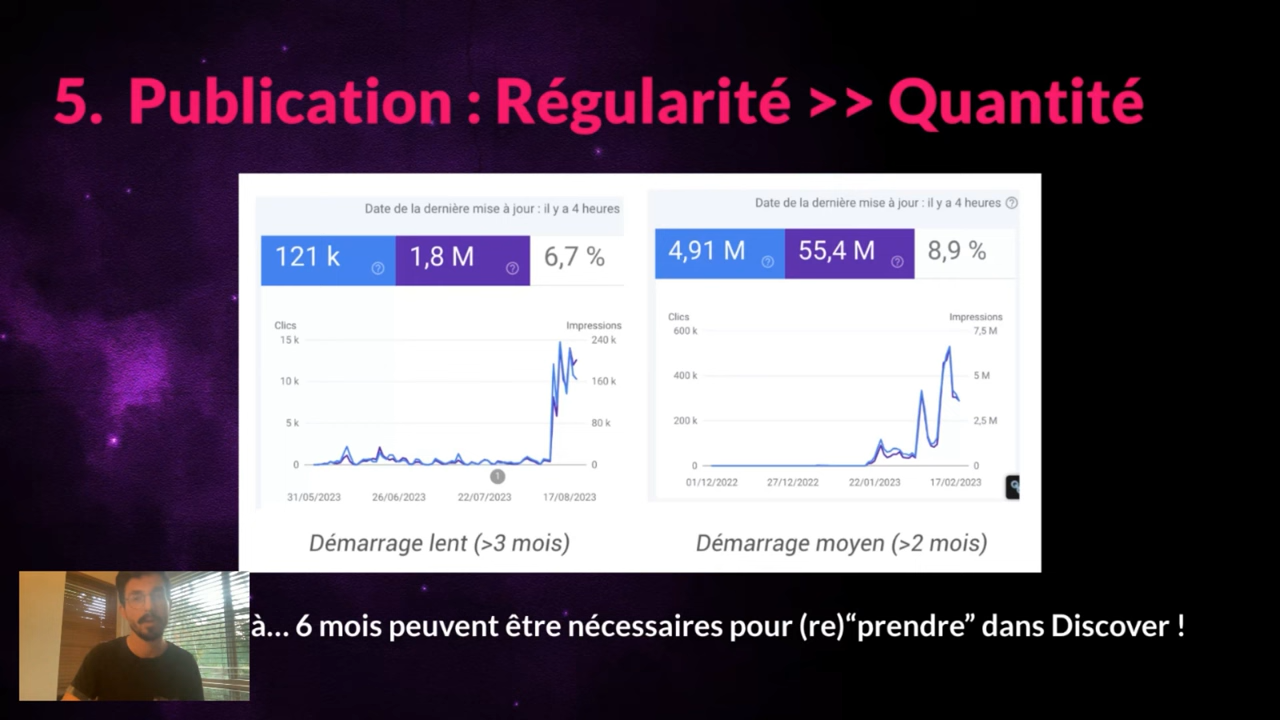 5. Publication : Régularité >> Quantité
Date de la dernière mise à jour : il y a 4 heures
121 k
1,8 M
6,7 %
Clics
Impressions
15 k
240 k
10 k
160 k
5 k
80 k
0
0
1
31/05/2023
26/06/2023
22/07/2023
17/08/2023
Démarrage lent (>3 mois)
Date de la dernière mise à jour : il y a 4 heures
4,91 M
55,4 M
8,9 %
Clics
Impressions
600 k
7,5 M
400 k
5 M
200 k
2,5 M
0
0
01/12/2022
27/12/2022
22/01/2023
17/02/2023
Démarrage moyen (>2 mois)
à... 6 mois peuvent être nécessaires pour (re)“prendre” dans Discover !